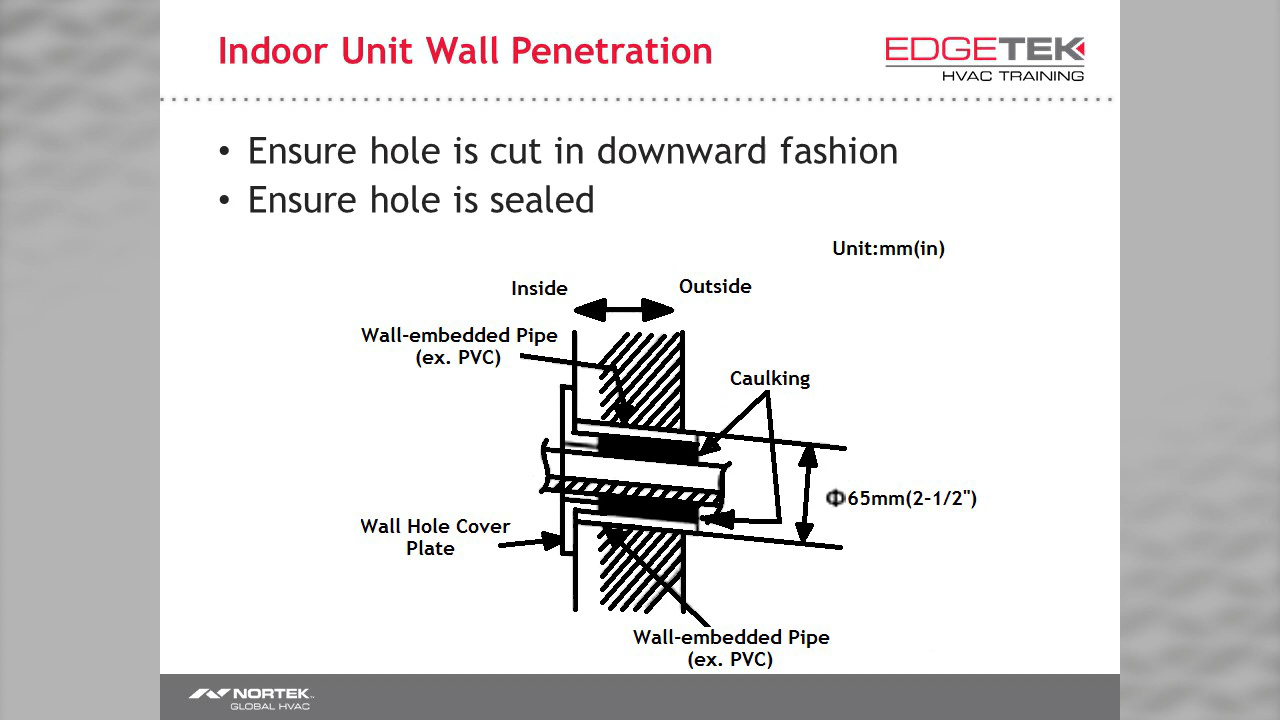 Indoor Unit Wall Penetration
EDGETEK
HVAC TRAINING
• Ensure hole is cut in downward fashion
• Ensure hole is sealed
Unit:mm(in)
Inside
Outside
Wall-embedded Pipe
(ex. PVC)
Caulking
Φ65mm(2-1/2")
Wall Hole Cover
Plate
Wall-embedded Pipe
(ex. PVC)
NORTEK
GLOBAL HVAC